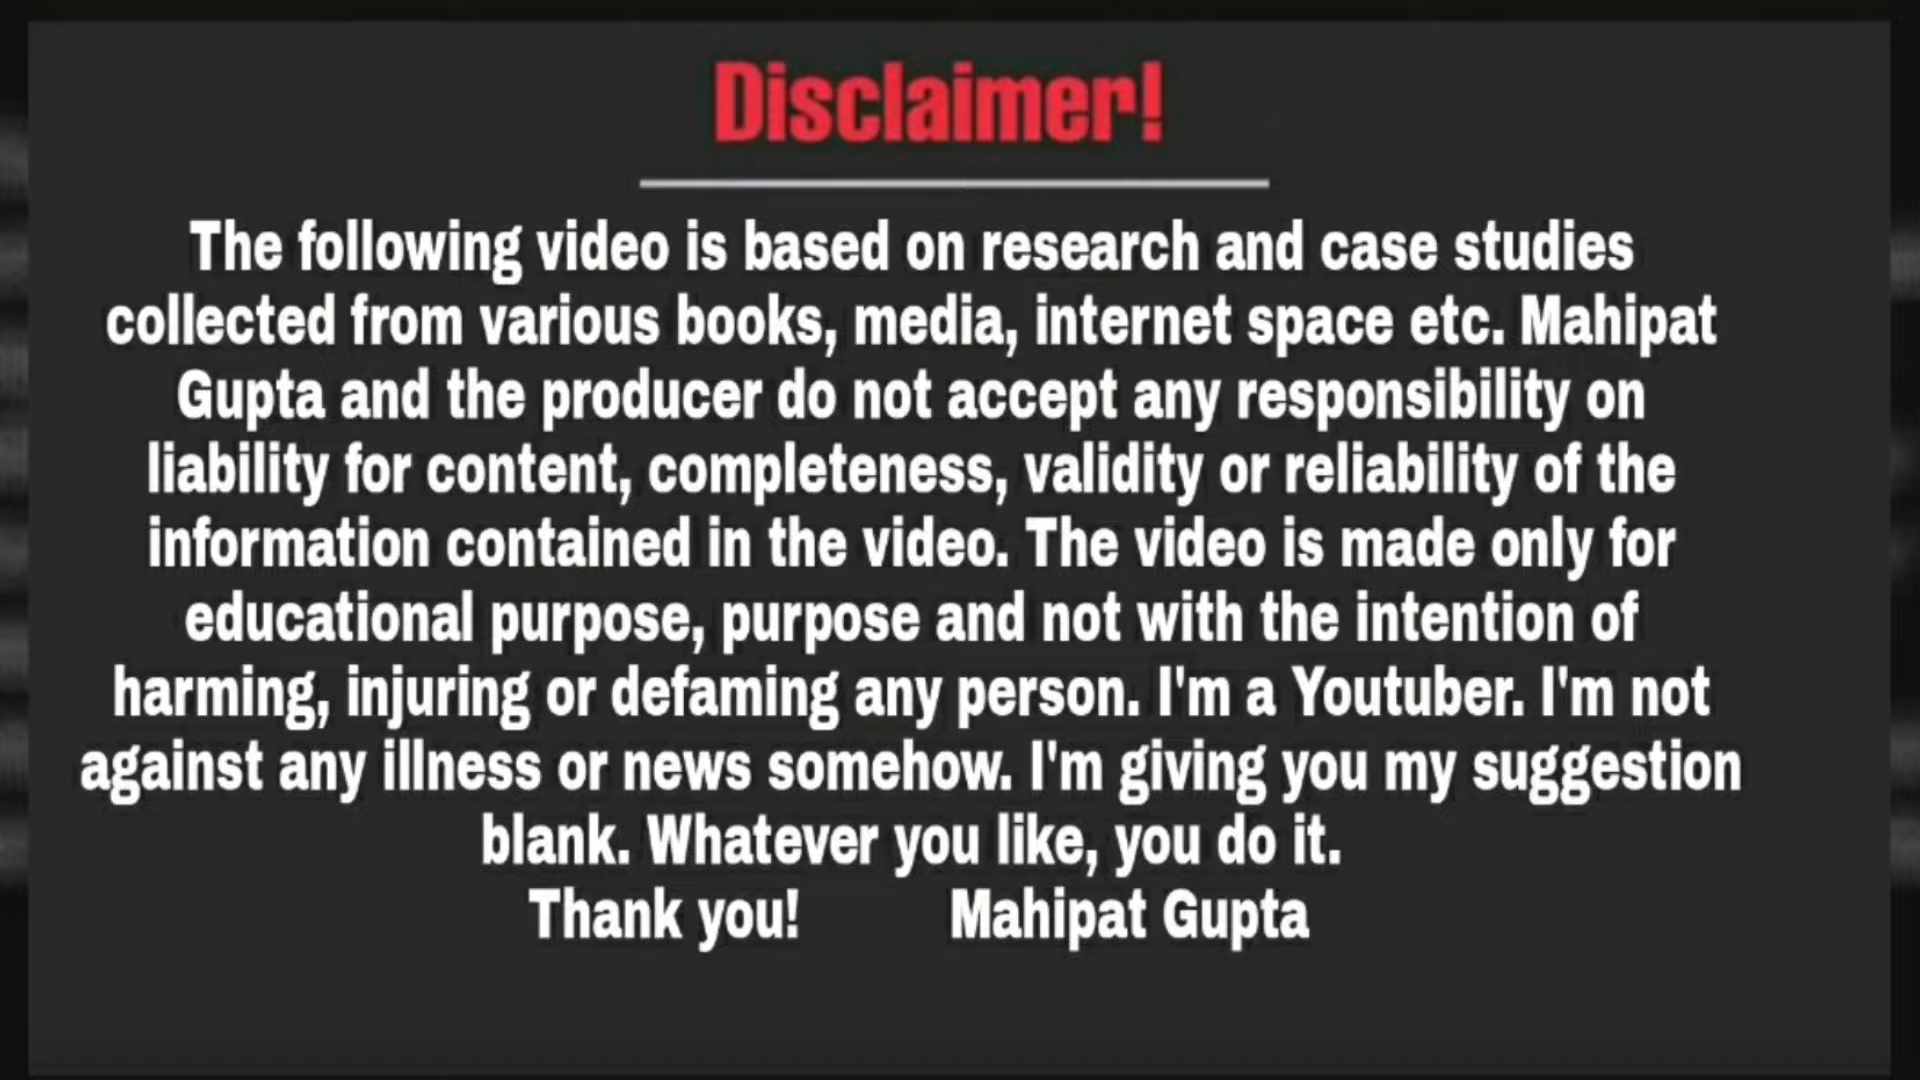 Disclaimer!
The following video is based on research and case studies
collected from various books, media, internet space etc. Mahipat
Gupta and the producer do not accept any responsibility on
liability for content, completeness, validity or reliability of the
information contained in the video. The video is made only for
educational purpose, purpose and not with the intention of
harming, injuring or defaming any person. I'm a Youtuber. I'm not
against any illness or news somehow. I'm giving you my suggestion
blank. Whatever you like, you do it.
Thank you! Mahipat Gupta